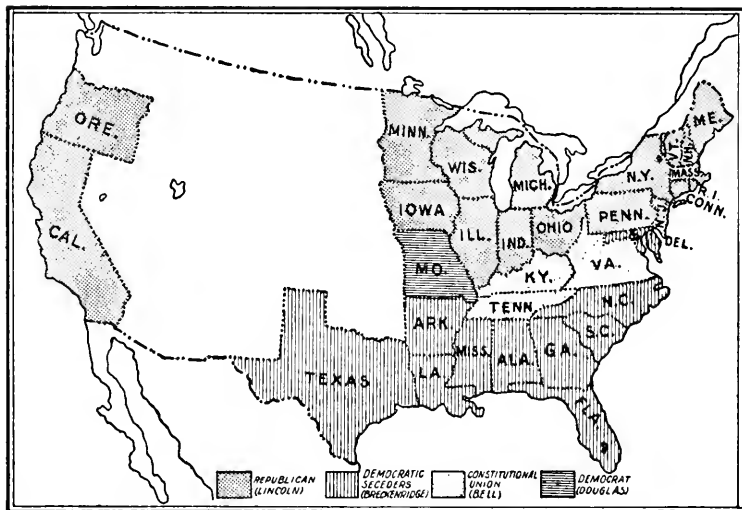 ORE.
CAL.
MINN.
WIS.
MICH.
IOWA
ILL.
IND.
OHIO
MO.
KY.
TENN.
ARK.
LA.
MISS.
ALA.
GA.
FLA.
TEXAS
S.C.
N.C.
VA.
DEL.
PENN.
N.Y.
VT.
N.H.
ME.
MASS.
R.I.
CONN.
REPUBLICAN
(LINCOLN)
DEMOCRATIC
SECEDERS
(BRECKENRIDGE)
CONSTITUTIONAL
UNION
(BELL)
DEMOCRAT
(DOUGLAS)